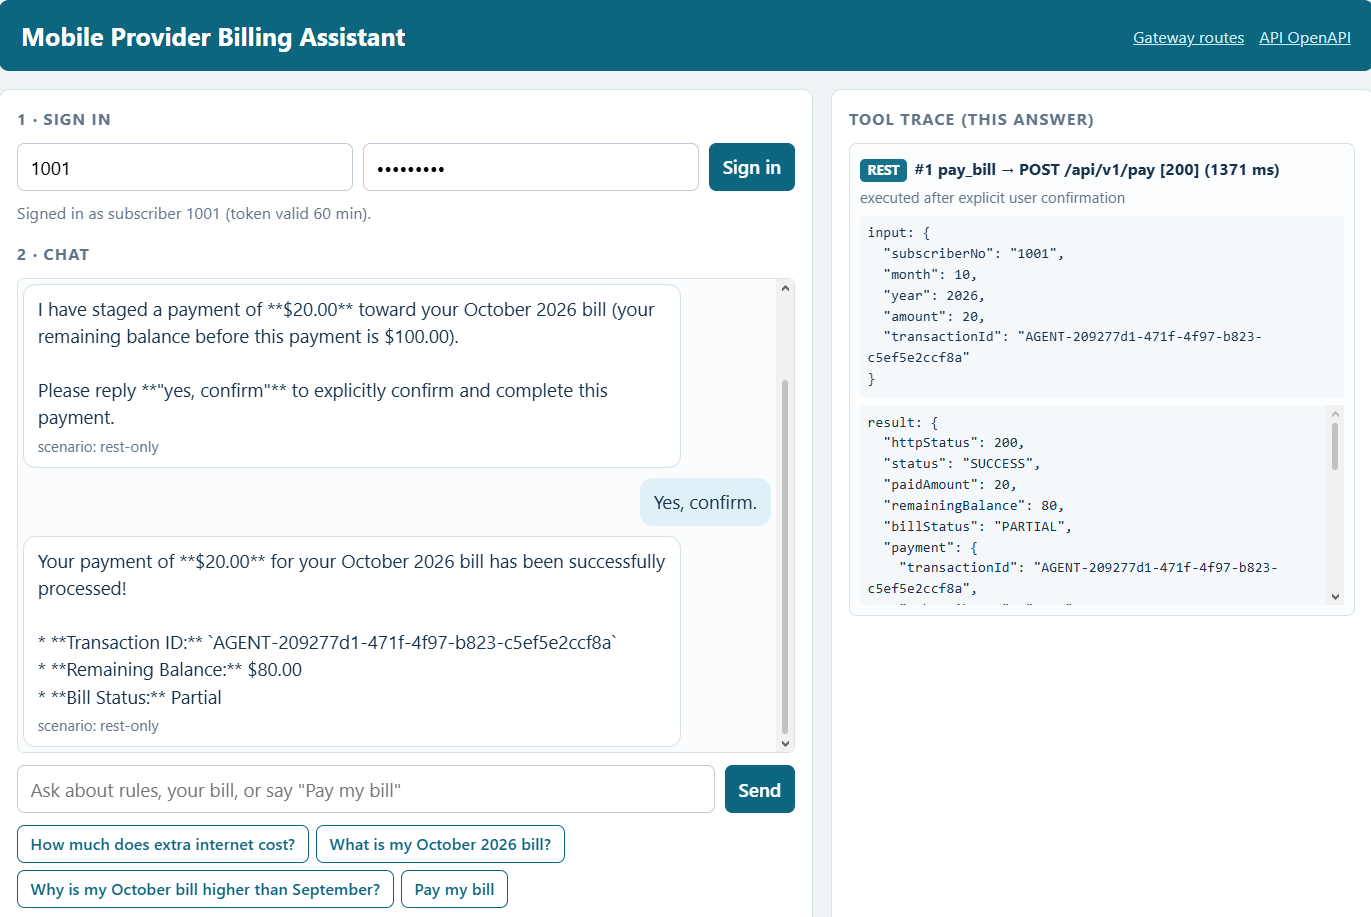 Mobile Provider Billing Assistant
Gateway routes
API OpenAPI
1 · SIGN IN
1001
•••••••••
Sign in
Signed in as subscriber 1001 (token valid 60 min).
2 · CHAT
I have staged a payment of **$20.00** toward your October 2026 bill (your
remaining balance before this payment is $100.00).
Please reply **"yes, confirm"** to explicitly confirm and complete this
payment.
scenario: rest-only
Yes, confirm.
Your payment of **$20.00** for your October 2026 bill has been successfully
processed!
* **Transaction ID:** `AGENT-209277d1-471f-4f97-b823-c5ef5e2ccf8a`
* **Remaining Balance:** $80.00
* **Bill Status:** Partial
scenario: rest-only
Ask about rules, your bill, or say "Pay my bill"
Send
How much does extra internet cost?
What is my October 2026 bill?
Why is my October bill higher than September?
Pay my bill
TOOL TRACE (THIS ANSWER)
REST #1 pay_bill → POST /api/v1/pay [200] (1371 ms)
executed after explicit user confirmation
input: {
"subscriberNo": "1001",
"month": 10,
"year": 2026,
"amount": 20,
"transactionId": "AGENT-209277d1-471f-4f97-b823-
c5ef5e2ccf8a"
}
result: {
"httpStatus": 200,
"status": "SUCCESS",
"paidAmount": 20,
"remainingBalance": 80,
"billStatus": "PARTIAL",
"payment": {
"transactionId": "AGENT-209277d1-471f-4f97-b823-
c5ef5e2ccf8a",